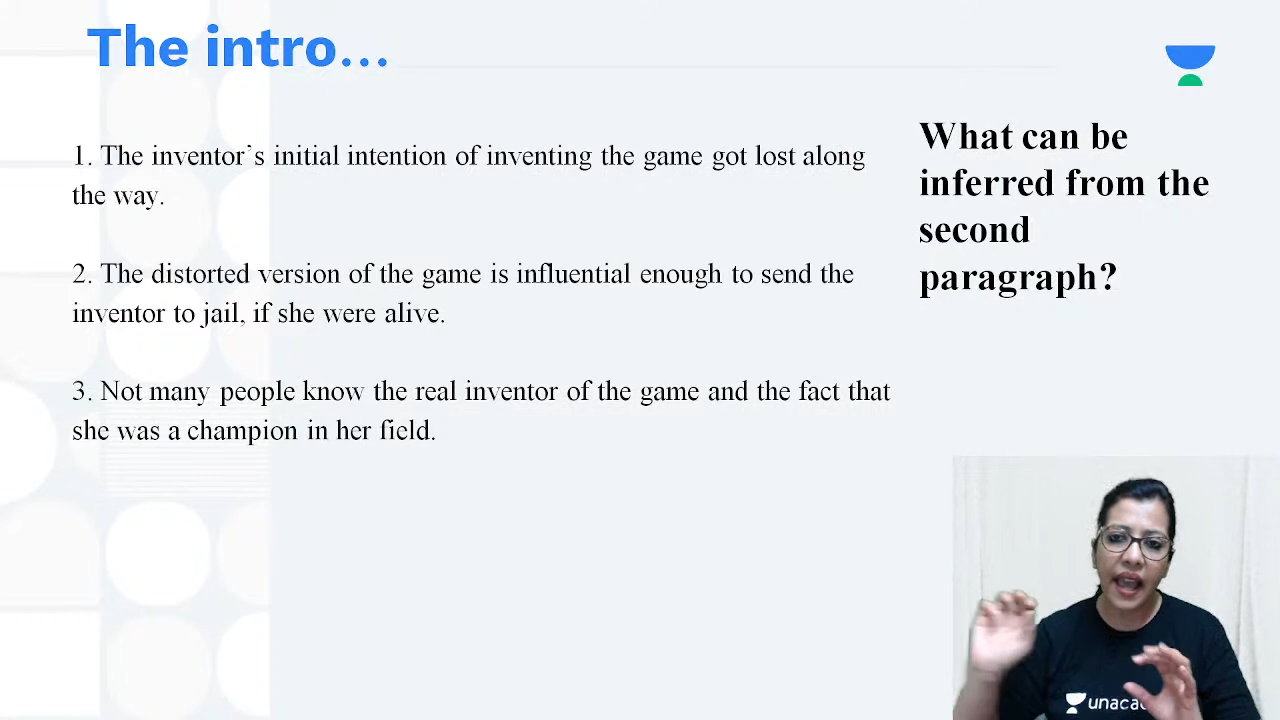 The intro...
1. The inventor's initial intention of inventing the game got lost along
the way.
2. The distorted version of the game is influential enough to send the
inventor to jail, if she were alive.
3. Not many people know the real inventor of the game and the fact that
she was a champion in her field.
What can be
inferred from the
second
paragraph?